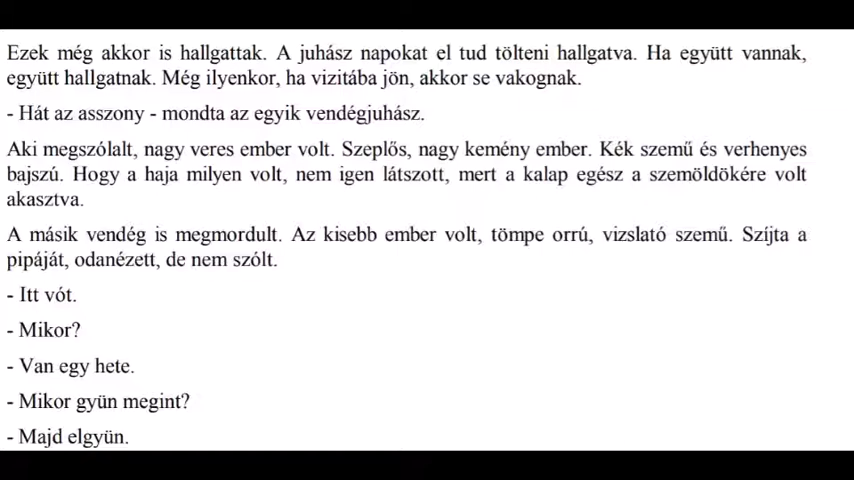 Ezek még akkor is hallgattak. A juhász napokat el tud tölteni hallgatva. Ha együtt vannak,
együtt hallgatnak. Még ilyenkor, ha vizitába jön, akkor se vakognak.
- Hát az asszony - mondta az egyik vendégjuhász.
Aki megszólalt, nagy veres ember volt. Szeplős, nagy kemény ember. Kék szemű és verhenyes
bajszú. Hogy a haja milyen volt, nem igen látszott, mert a kalap egész a szemöldökére volt
akasztva.
A másik vendég is megmordult. Az kisebb ember volt, tömpe orrú, vizslató szemű. Szíjta a
pipáját, odanézett, de nem szólt.
- Itt vót.
- Mikor?
- Van egy hete.
- Mikor gyün megint?
- Majd elgyün.